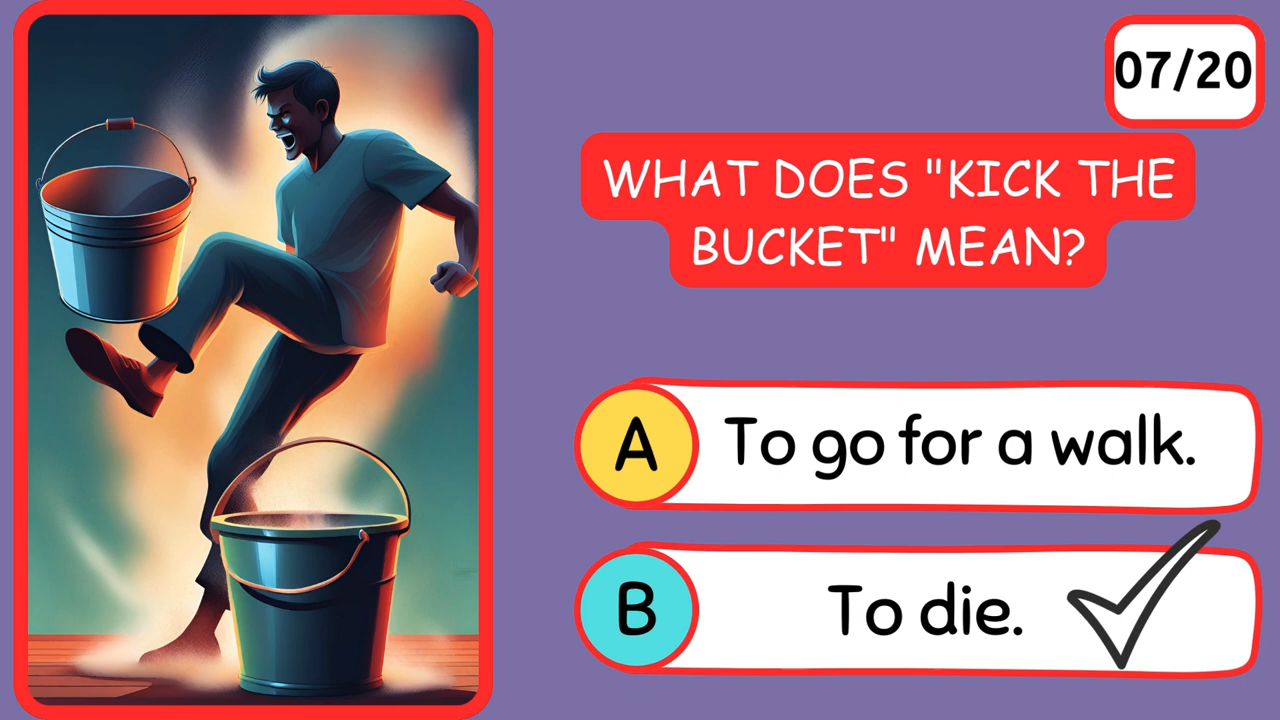 07/20
WHAT DOES "KICK THE
BUCKET" MEAN?
A To go for a walk.
B To die.